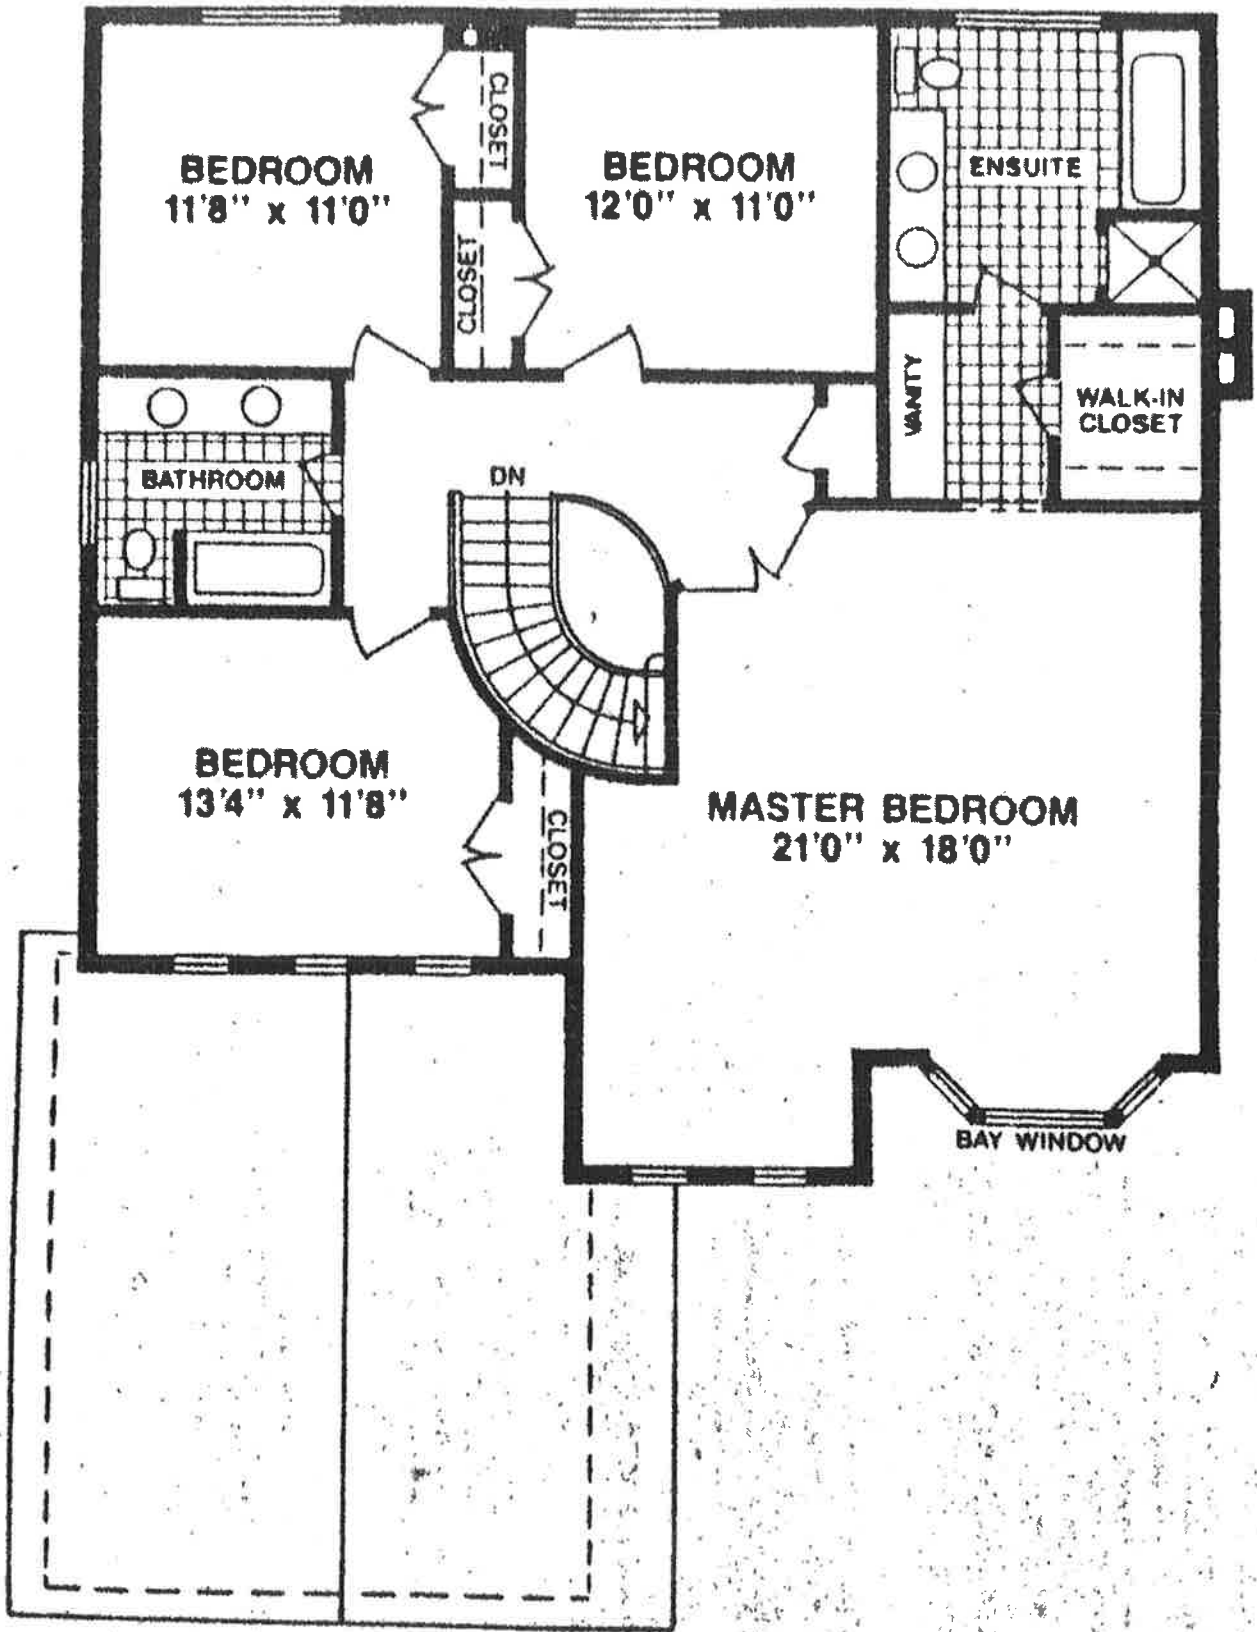 BEDROOM
11'8" x 11'0"
CLOSET
CLOSET
BEDROOM
12'0" x 11'0"
ENSUITE
VANITY
WALK-IN
CLOSET
BATHROOM
DN
BEDROOM
13'4" x 11'8"
CLOSET
MASTER BEDROOM
21'0" x 18'0"
BAY WINDOW